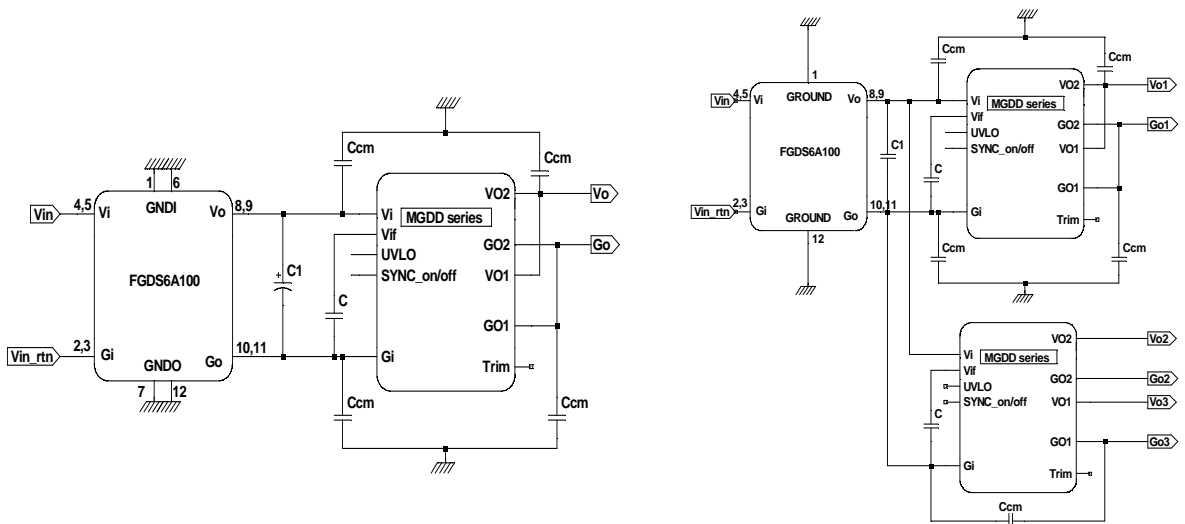 Ccm
Ccm
1 6
GNDI
Vin
4,5
Vi
Vo
8,9
FGDS6A100
Vin_rtn
2,3
Gi
Go
10,11
GNDO
7 12
C1
C
Vi
MGDD series
Vif
UVLO
SYNC_on/off
Gi
VO2
GO2
VO1
GO1
Trim
Vo
Go
Ccm
Ccm
Ccm
Ccm
1
GROUND
Vin
4,5
Vi
Vo
8,9
FGDS6A100
Vin_rtn
2,3
Gi
Go
10,11
GROUND
12
C1
C
Vi
MGDD series
Vif
UVLO
SYNC_on/off
Gi
VO2
GO2
VO1
GO1
Trim
Vo1
Go1
Ccm
Ccm
Vi
MGDD series
Vif
UVLO
SYNC_on/off
C
Gi
VO2
GO2
VO1
GO1
Trim
Vo2
Go2
Vo3
Go3
Ccm